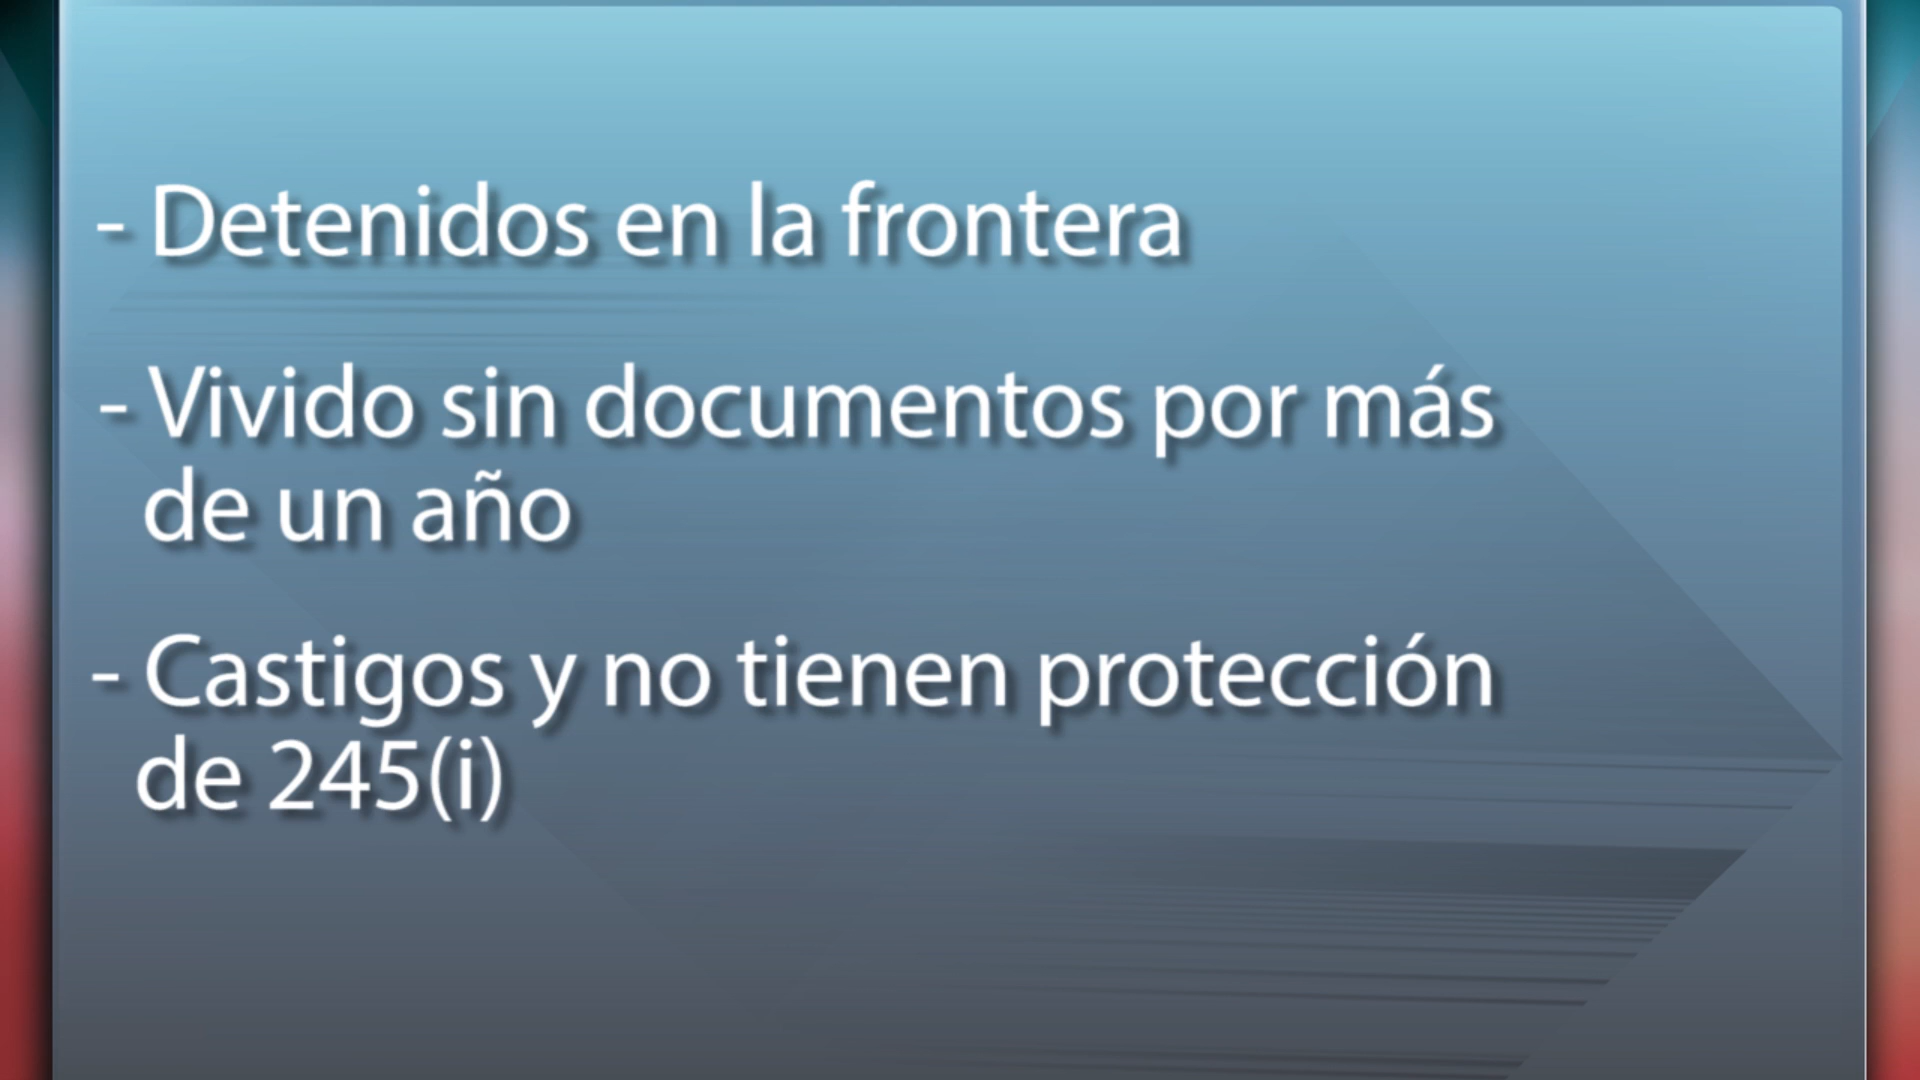 - Detenidos en la frontera
- Vivido sin documentos por más
de un año
- Castigos y no tienen protección
de 245(i)